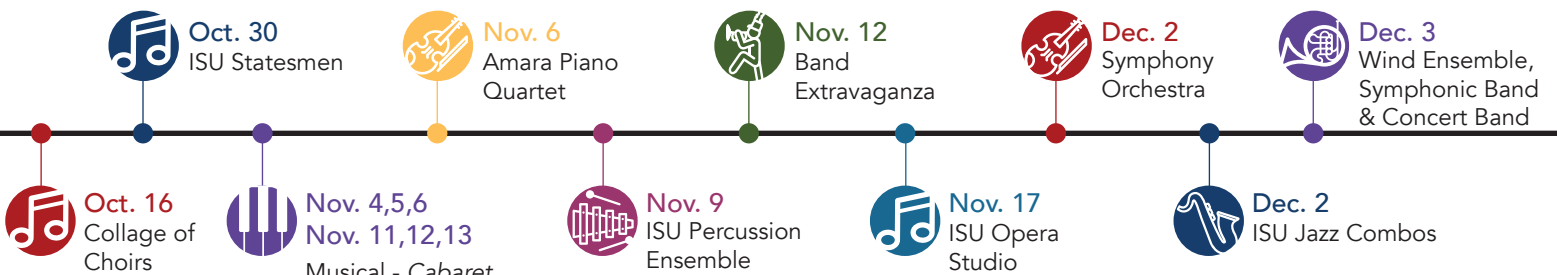 Oct. 30
ISU Statesmen
Nov. 6
Amara Piano
Quartet
Nov. 12
Band
Extravaganza
Dec. 2
Symphony
Orchestra
Dec. 3
Wind Ensemble,
Symphonic Band
& Concert Band
Oct. 16
Collage of
Choirs
Nov. 4,5,6
Nov. 11,12,13
Musical - Cabaret
Nov. 9
ISU Percussion
Ensemble
Nov. 17
ISU Opera
Studio
Dec. 2
ISU Jazz Combos